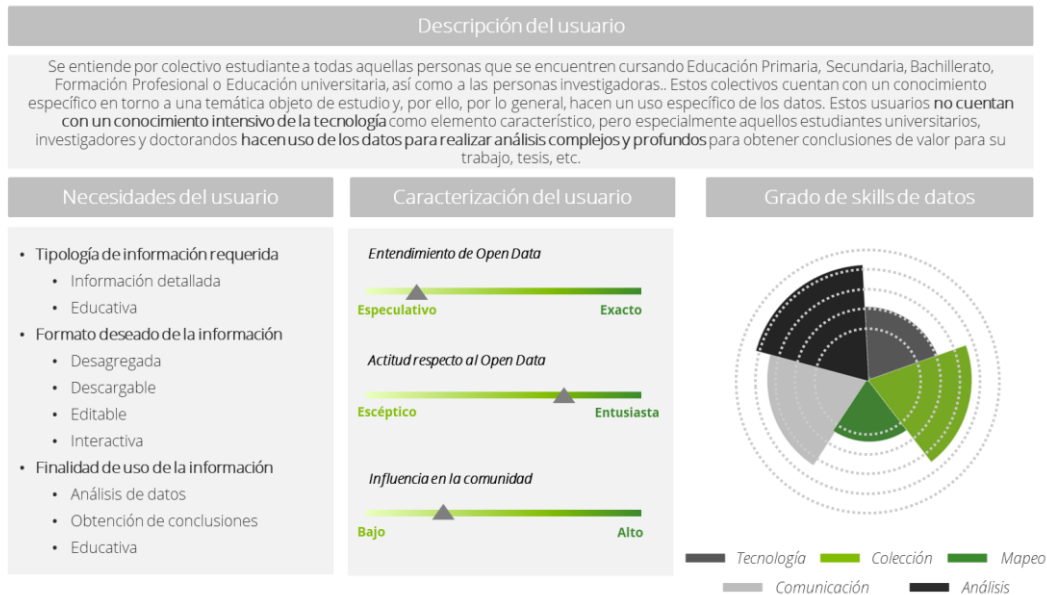 Descripción del usuario
Se entiende por colectivo estudiante a todas aquellas personas que se encuentren cursando Educación Primaria, Secundaria, Bachillerato,
Formación Profesional o Educación universitaria, así como a las personas investigadoras.. Estos colectivos cuentan con un conocimiento
específico en torno a una temática objeto de estudio y, por ello, por lo general, hacen un uso específico de los datos. Estos usuarios no cuentan
con un conocimiento intensivo de la tecnología como elemento característico, pero especialmente aquellos estudiantes universitarios,
investigadores y doctorandos hacen uso de los datos para realizar análisis complejos y profundos para obtener conclusiones de valor para su
trabajo, tesis, etc.
Necesidades del usuario
• Tipología de información requerida
• Información detallada
• Educativa
• Formato deseado de la información
• Desagregada
• Descargable
• Editable
• Interactiva
• Finalidad de uso de la información
• Análisis de datos
• Obtención de conclusiones
• Educativa
Caracterización del usuario
Entendimiento de Open Data
Especulativo Exacto
Actitud respecto al Open Data
Escéptico Entusiasta
Influencia en la comunidad
Bajo Alto
Grado de skills de datos
Tecnología Colección Mapeo
Comunicación Análisis